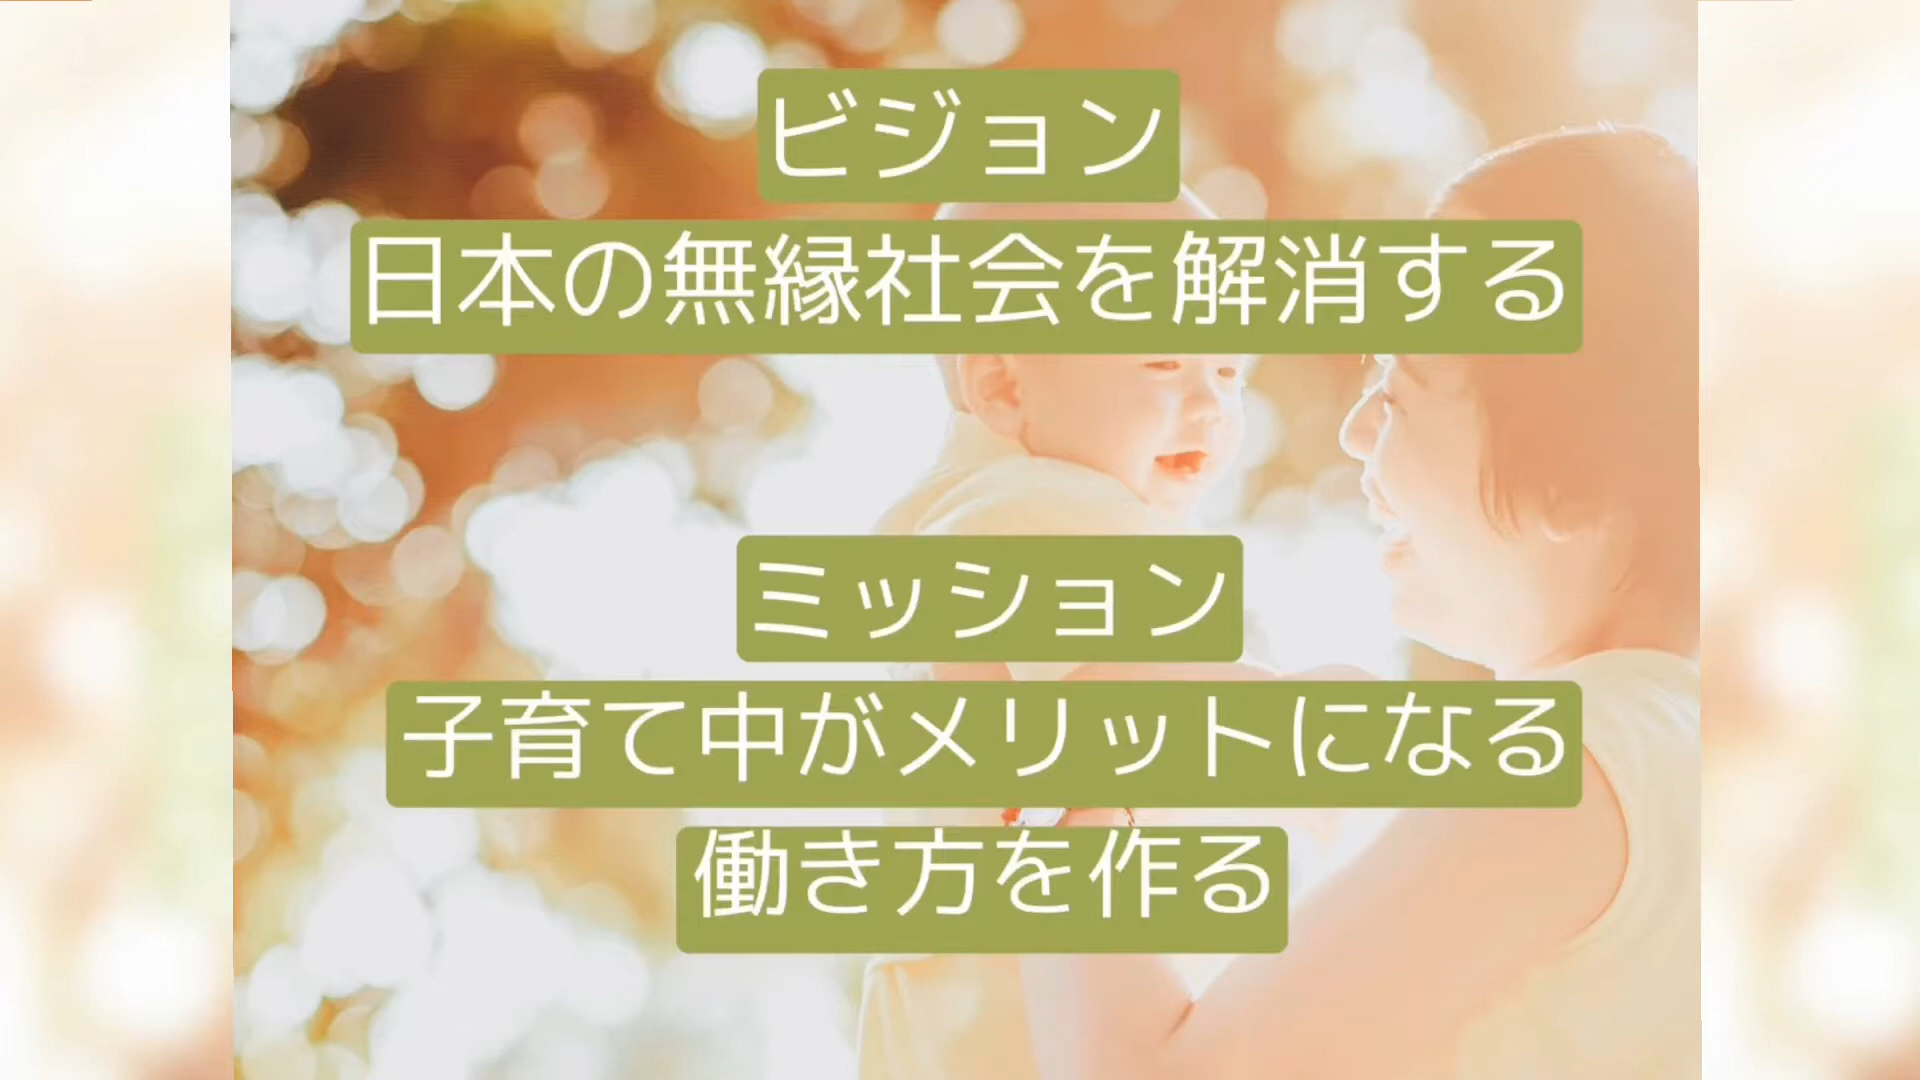 ビジョン
日本の無縁社会を解消する
ミッション
子育て中がメリットになる
働き方を作る